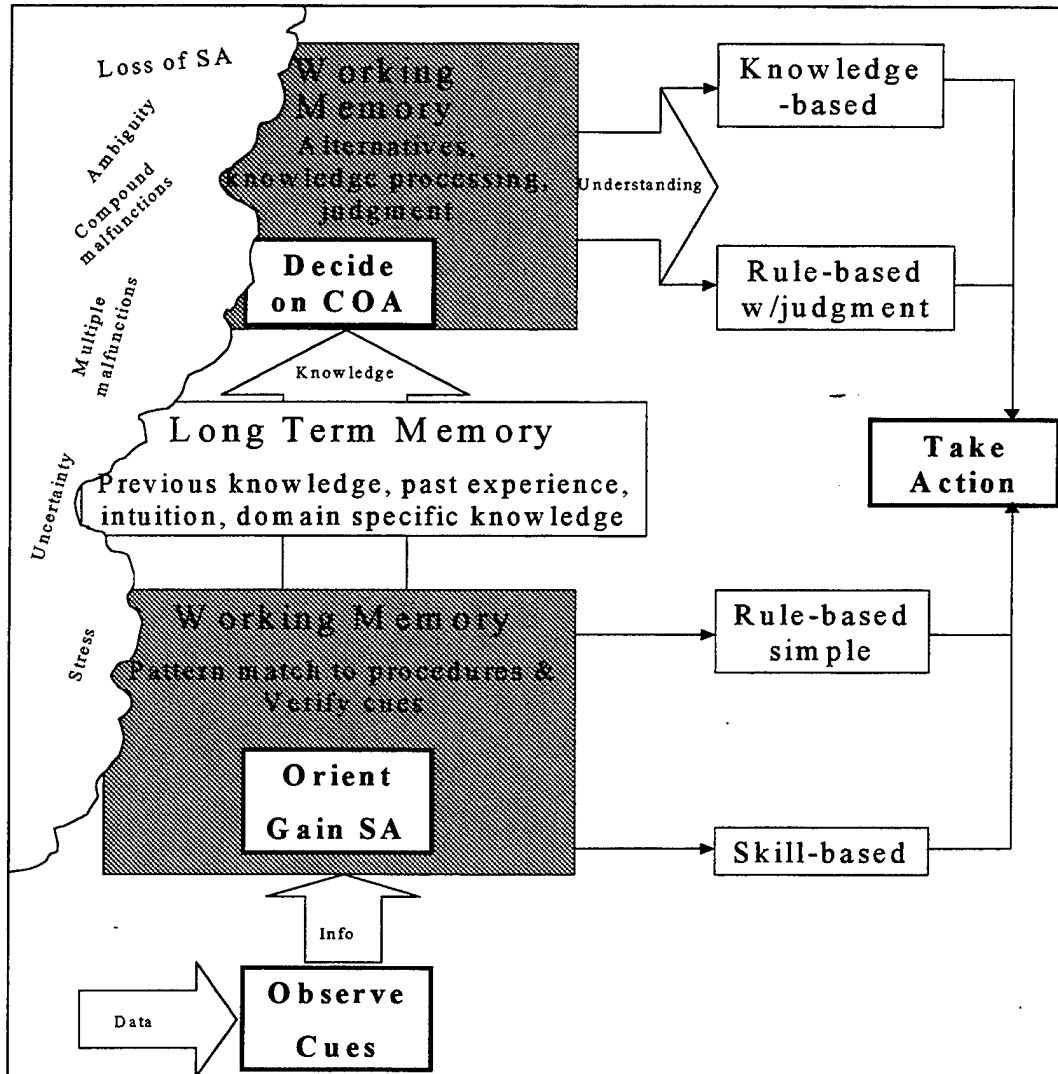 Loss of SA
Ambiguity
Compound
malfunctions
Multiple
malfunctions
Uncertainty
Stress
Working
Memory
Alternatives,
knowledge processing,
judgment
Decide
on COA
Understanding
Knowledge
-based
Rule-based
w/judgment
Knowledge
Long Term Memory
Previous knowledge, past experience,
intuition, domain specific knowledge
Take
Action
Working Memory
Pattern match to procedures &
Verify cues
Orient
Gain SA
Rule-based
simple
Skill-based
Info
Data
Observe
Cues